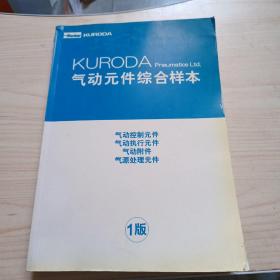 Parker KURODA
KURODA Pneumatics Ltd.
气动元件综合样本
气动控制元件
气动执行元件
气动附件
气源处理元件
1版